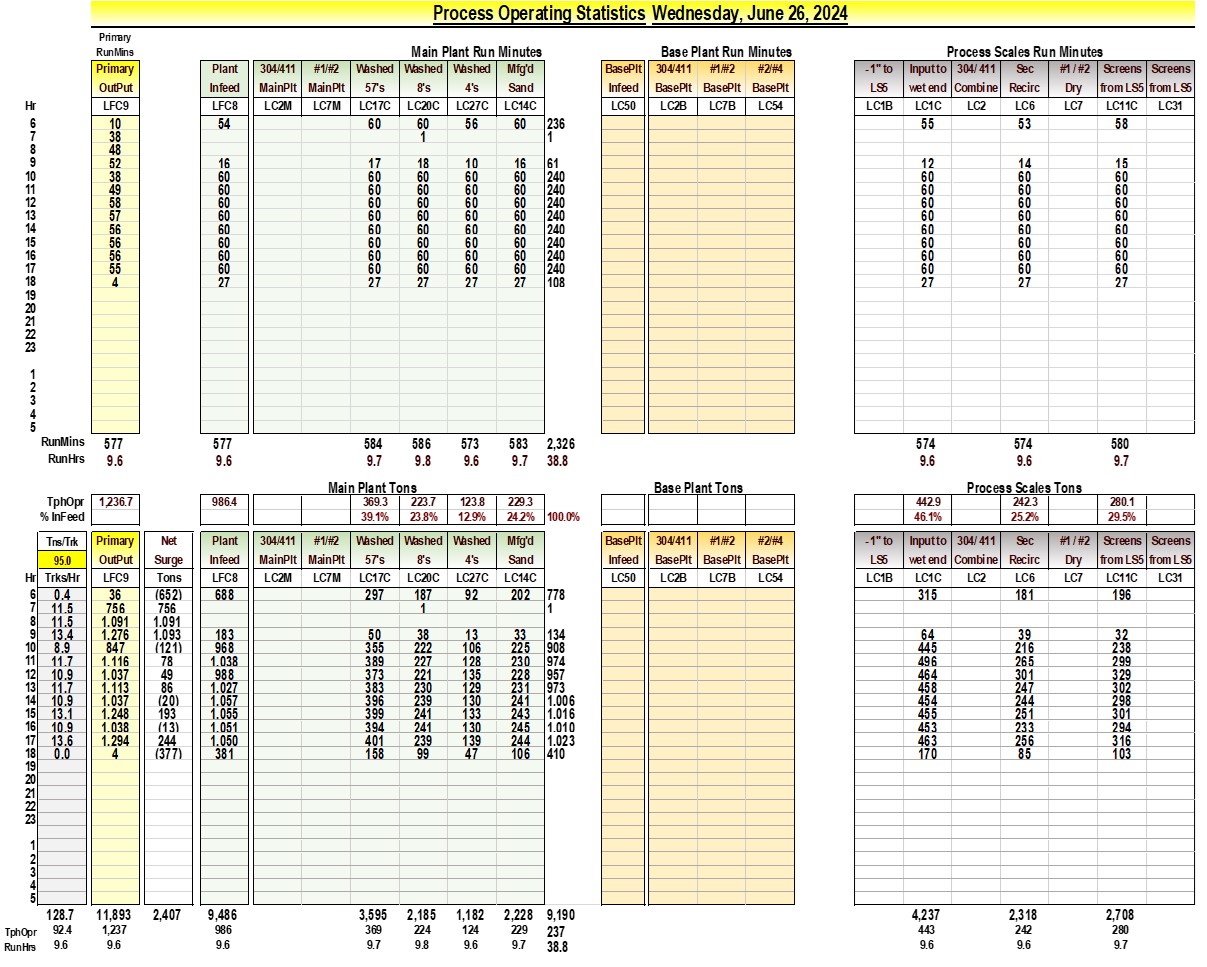 Process Operating Statistics Wednesday, June 26, 2024
Primary
RunMins Main Plant Run Minutes Base Plant Run Minutes Process Scales Run Minutes
Primary Plant 304/411 #1/#2 Washed Washed Washed Mfg'd BasePlt 304/411 #1/#2 #2/#4 -1" to Input to 304/ 411 Sec #1 / #2 Screens Screens
OutPut Infeed MainPlt MainPlt 57's 8's 4's Sand Infeed BasePlt BasePlt BasePlt LS5 wet end Combine Recirc Dry from LS5 from LS5
Hr LFC9 LFC8 LC2M LC7M LC17C LC20C LC27C LC14C LC50 LC2B LC7B LC54 LC1B LC1C LC2 LC6 LC7 LC11C LC31
6 10 54 60 60 56 60 236 55 53 58
7 38 1 1
8 48
9 52 16 17 18 10 16 61 12 14 15
10 38 60 60 60 60 60 240 60 60 60
11 49 60 60 60 60 60 240 60 60 60
12 58 60 60 60 60 60 240 60 60 60
13 57 60 60 60 60 60 240 60 60 60
14 56 60 60 60 60 60 240 60 60 60
15 56 60 60 60 60 60 240 60 60 60
16 56 60 60 60 60 60 240 60 60 60
17 55 60 60 60 60 60 240 60 60 60
18 4 27 27 27 27 27 108 27 27 27
19
20
21
22
23
1
2
3
4
5
RunMins 577 577 584 586 573 583 2,326 574 574 580
RunHrs 9.6 9.6 9.7 9.8 9.6 9.7 38.8 9.6 9.6 9.7
Main Plant Tons Base Plant Tons Process Scales Tons
TphOpr 1,236.7 986.4 369.3 223.7 123.8 229.3 442.9 242.3 280.1
% InFeed 39.1% 23.8% 12.9% 24.2% 100.0% 46.1% 25.2% 29.5%
Tns/Trk Primary Net Plant 304/411 #1/#2 Washed Washed Washed Mfg'd BasePlt 304/411 #1/#2 #2/#4 -1" to Input to 304/ 411 Sec #1 / #2 Screens Screens
95.0 OutPut Surge Infeed MainPlt MainPlt 57's 8's 4's Sand Infeed BasePlt BasePlt BasePlt LS5 wet end Combine Recirc Dry from LS5 from LS5
Hr Trks/Hr LFC9 Tons LFC8 LC2M LC7M LC17C LC20C LC27C LC14C LC50 LC2B LC7B LC54 LC1B LC1C LC2 LC6 LC7 LC11C LC31
6 0.4 36 (652) 688 297 187 92 202 778 315 181 196
7 11.5 756 756 1 1
8 11.5 1,091 1,091
9 13.4 1,276 1,093 183 50 38 13 33 134 64 39 32
10 8.9 847 (121) 968 355 222 106 225 908 445 216 238
11 11.7 1,116 78 1,038 389 227 128 230 974 496 265 299
12 10.9 1,037 49 988 373 221 135 228 957 464 301 329
13 11.7 1,113 86 1,027 383 230 129 231 973 458 247 302
14 10.9 1,037 (20) 1,057 396 239 130 241 1,006 454 244 298
15 13.1 1,248 193 1,055 399 241 133 243 1,016 455 251 301
16 10.9 1,038 (13) 1,051 394 241 130 245 1,010 453 233 294
17 13.6 1,294 244 1,050 401 239 139 244 1,023 463 256 316
18 0.0 4 (377) 381 158 99 47 106 410 170 85 103
19
20
21
22
23
1
2
3
4
5
128.7 11,893 2,407 9,486 3,595 2,185 1,182 2,228 9,190 4,237 2,318 2,708
TphOpr 92.4 1,237 986 369 224 124 229 237 443 242 280
RunHrs 9.6 9.6 9.6 9.7 9.8 9.6 9.7 38.8 9.6 9.6 9.7